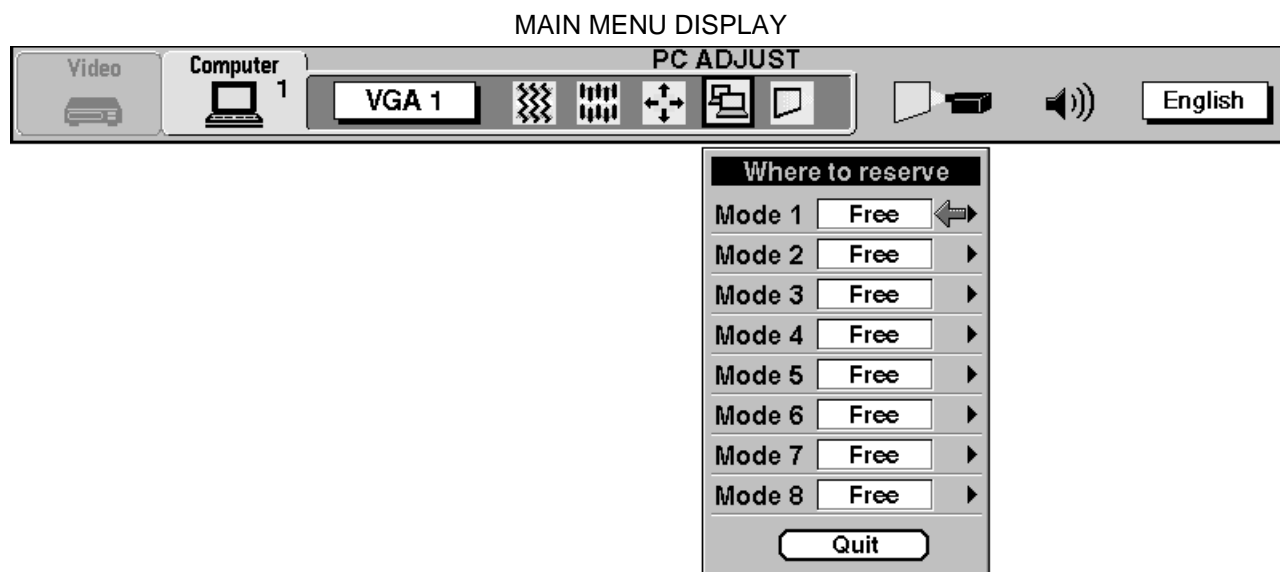 MAIN MENU DISPLAY
PC ADJUST
Video
Computer
1
VGA 1
English
Where to reserve
Mode 1 Free
Mode 2 Free
Mode 3 Free
Mode 4 Free
Mode 5 Free
Mode 6 Free
Mode 7 Free
Mode 8 Free
Quit